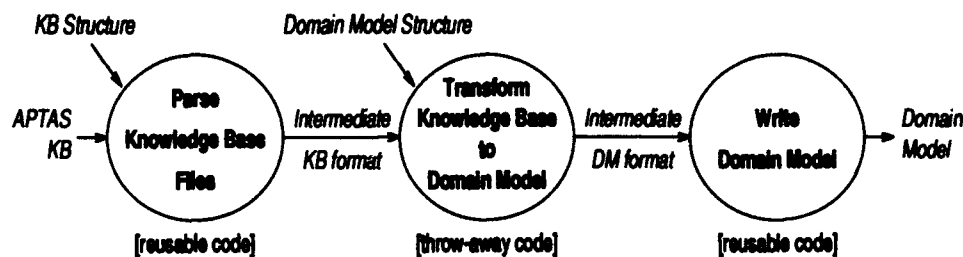 KB Structure
Domain Model Structure
APTAS
KB
Parse
Knowledge Base
Files
Intermediate
KB format
Transform
Knowledge Base
to
Domain Model
Intermediate
DM format
Write
Domain Model
Domain
Model
[reusable code]
[throw-away code]
[reusable code]